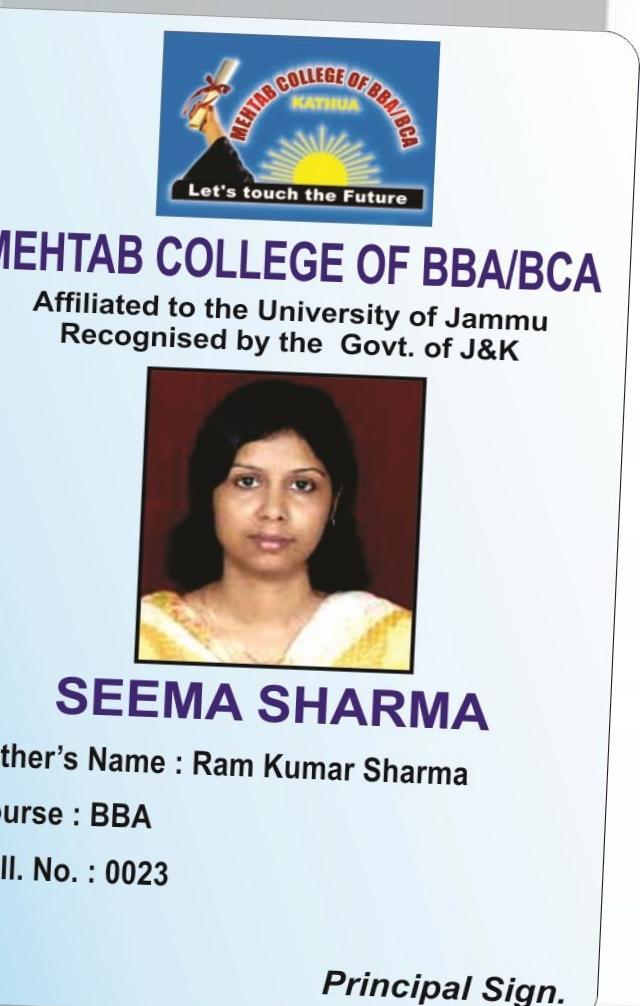 MEHTAB COLLEGE OF BBA/BCA
KATHUA
Let's touch the Future
MEHTAB COLLEGE OF BBA/BCA
Affiliated to the University of Jammu
Recognised by the Govt. of J&K
SEEMA SHARMA
ther's Name : Ram Kumar Sharma
urse : BBA
ll. No. : 0023
Principal Sign.